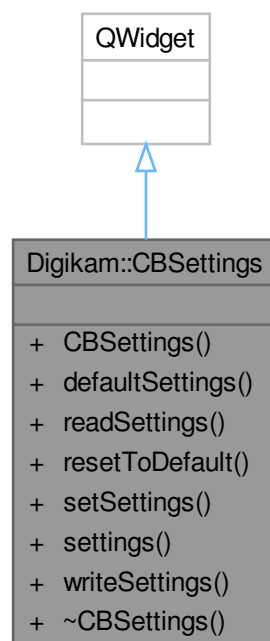 QWidget
Digikam::CBSettings
+ CBSettings()
+ defaultSettings()
+ readSettings()
+ resetToDefault()
+ setSettings()
+ settings()
+ writeSettings()
+ ~CBSettings()